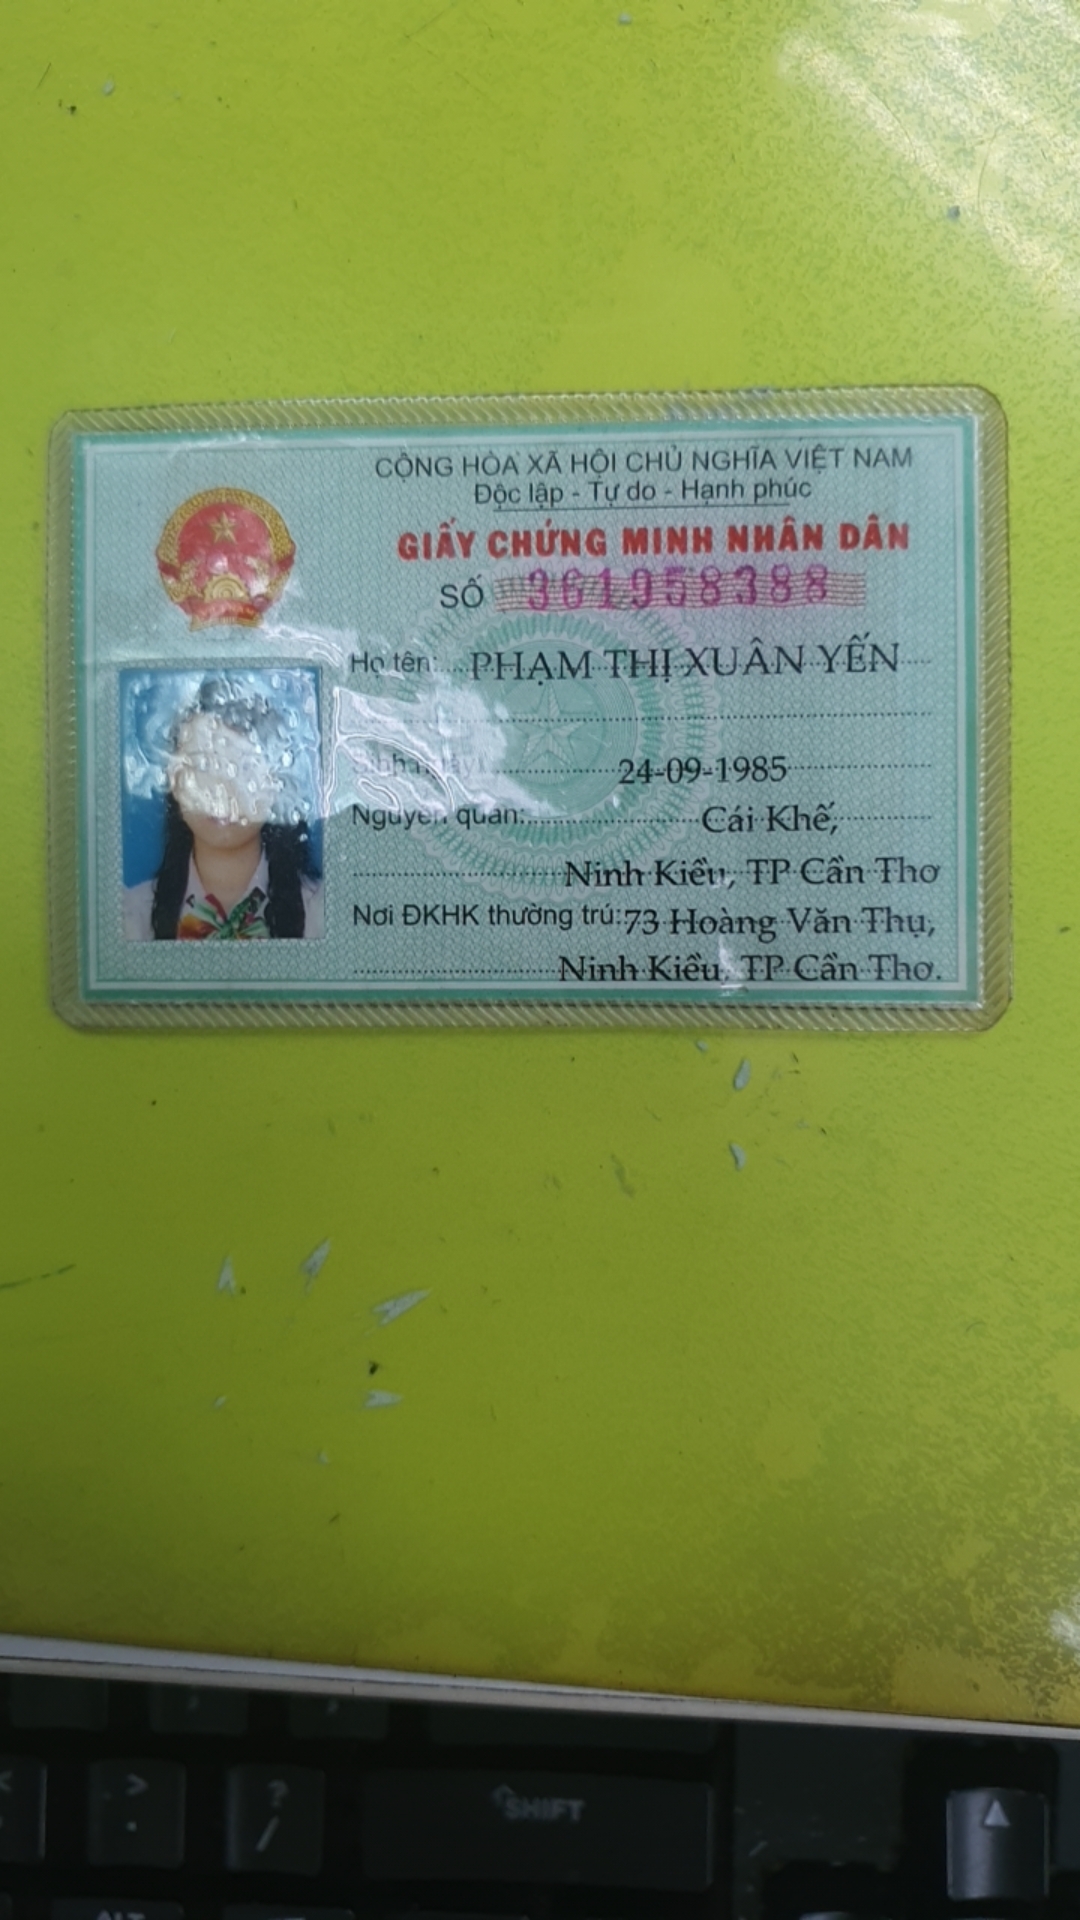 CỘNG HÒA XÃ HỘI CHỦ NGHĨA VIỆT NAM
Độc lập - Tự do - Hạnh phúc
GIẤY CHỨNG MINH NHÂN DÂN
SỐ 361958388
Họ tên: PHẠM THỊ XUÂN YẾN
24-09-1985
Nguyên quán: Cái Khế,
Ninh Kiều, TP Cần Thơ
Nơi ĐKHK thường trú: 73 Hoàng Văn Thụ,
Ninh Kiều, TP Cần Thơ.
< > . ? / SHIFT ▲
ALT